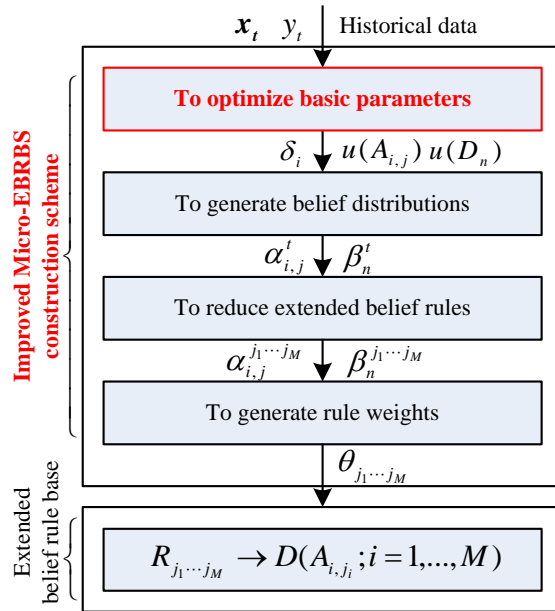 x_t y_t Historical data
To optimize basic parameters
δ_i u(A_{i,j}) u(D_n)
To generate belief distributions
α^t_{i,j} β^t_n
To reduce extended belief rules
α^{j_1···j_M}_{i,j} β^{j_1···j_M}_n
To generate rule weights
θ_{j_1···j_M}
R_{j_1···j_M} → D(A_{i,j_i}; i = 1,..., M)
Improved Micro-EBRBS
construction scheme
Extended
belief rule base